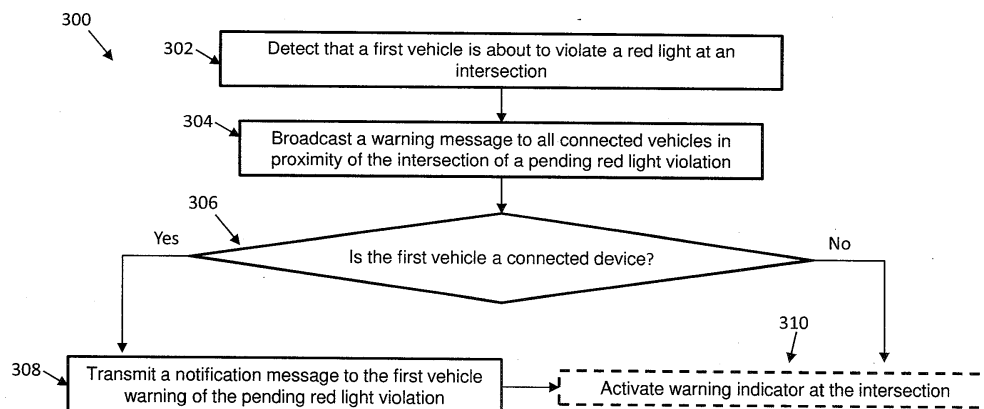 300
302
Detect that a first vehicle is about to violate a red light at an
intersection
304
Broadcast a warning message to all connected vehicles in
proximity of the intersection of a pending red light violation
306
Yes
Is the first vehicle a connected device?
No
308
Transmit a notification message to the first vehicle
warning of the pending red light violation
310
Activate warning indicator at the intersection